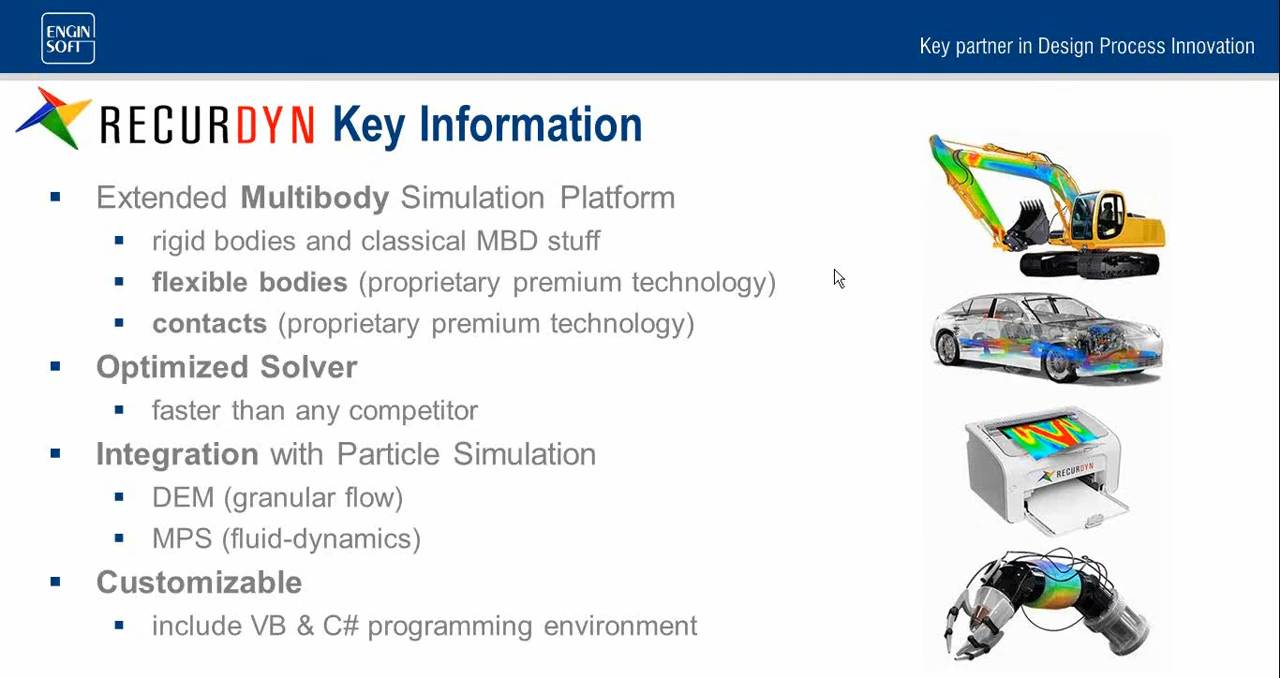 ENGIN
SOFT
Key partner in Design Process Innovation
RECURDYN Key Information
Extended Multibody Simulation Platform
rigid bodies and classical MBD stuff
flexible bodies (proprietary premium technology)
contacts (proprietary premium technology)
Optimized Solver
faster than any competitor
Integration with Particle Simulation
DEM (granular flow)
MPS (fluid-dynamics)
Customizable
include VB & C# programming environment
RECURDYN